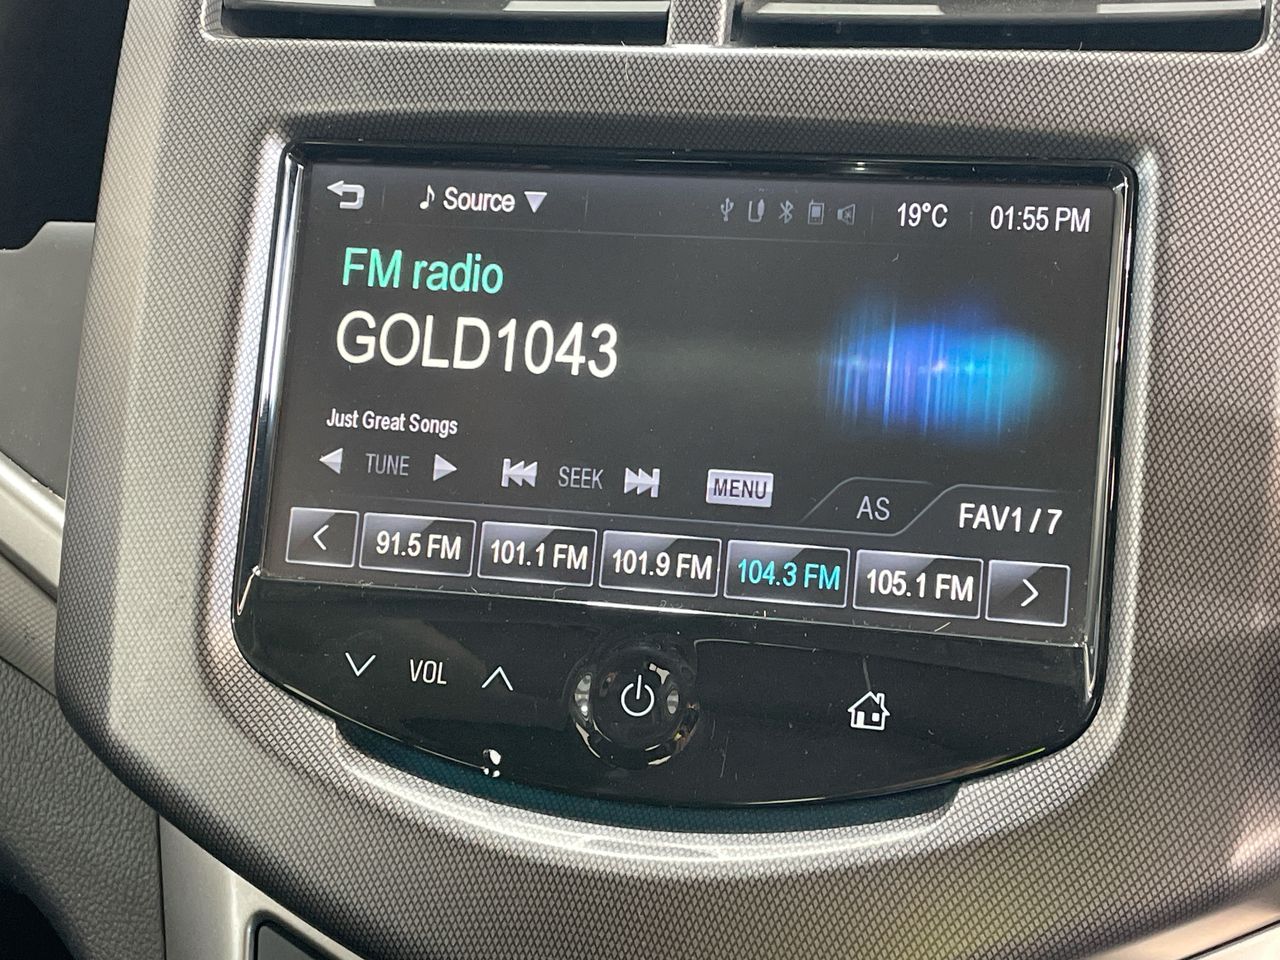 Source
19°C
01:55 PM
FM radio
GOLD1043
Just Great Songs
TUNE
SEEK
MENU
AS
FAV1 / 7
91.5 FM
101.1 FM
101.9 FM
104.3 FM
105.1 FM
VOL